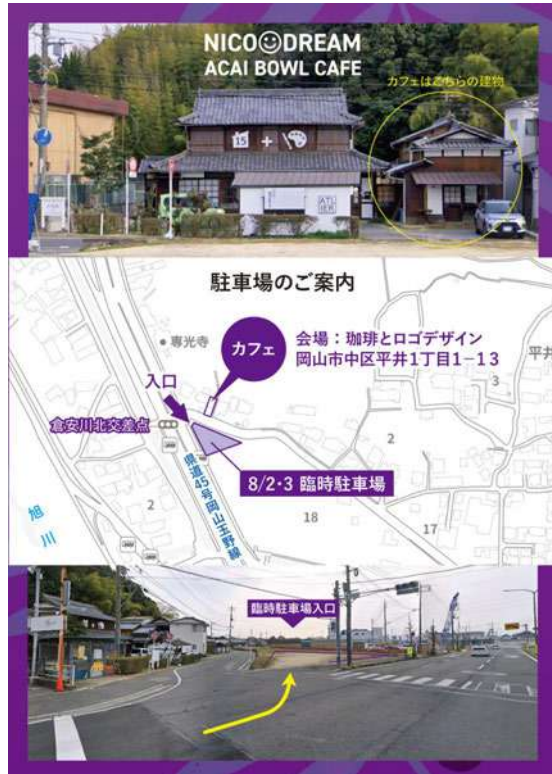 NICO DREAM
ACAI BOWL CAFE
カフェはこちらの建物
15 +
ATL
IER
駐車場のご案内
専光寺
カフェ
会場：珈琲とロゴデザイン
岡山市中区平井1丁目1-13
平井
3
入口
倉安川北交差点
2
8/2・3 臨時駐車場
県道45号岡山玉野線
2
18
17
旭川
臨時駐車場入口